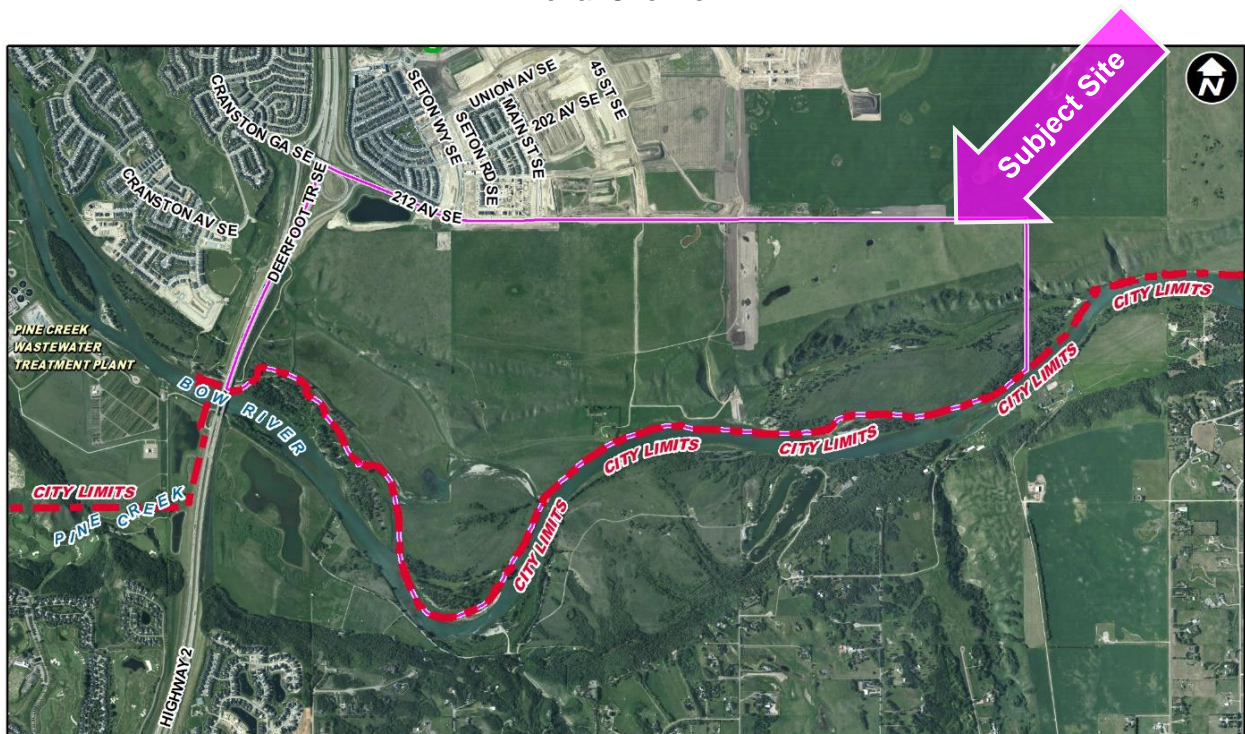 Subject Site
N
45 ST SE
UNION AV SE
202 AV SE
MAIN ST SE
SETON WY SE
SETON RD SE
CRANSTON GA SE
CRANSTON AV SE
212 AV SE
DEERFOOT TR SE
CITY LIMITS
PINE CREEK
WASTEWATER
TREATMENT PLANT
BOW RIVER
CITY LIMITS
CITY LIMITS
CITY LIMITS
CITY LIMITS
CITY LIMITS
PINE CREEK
HIGHWAY 2